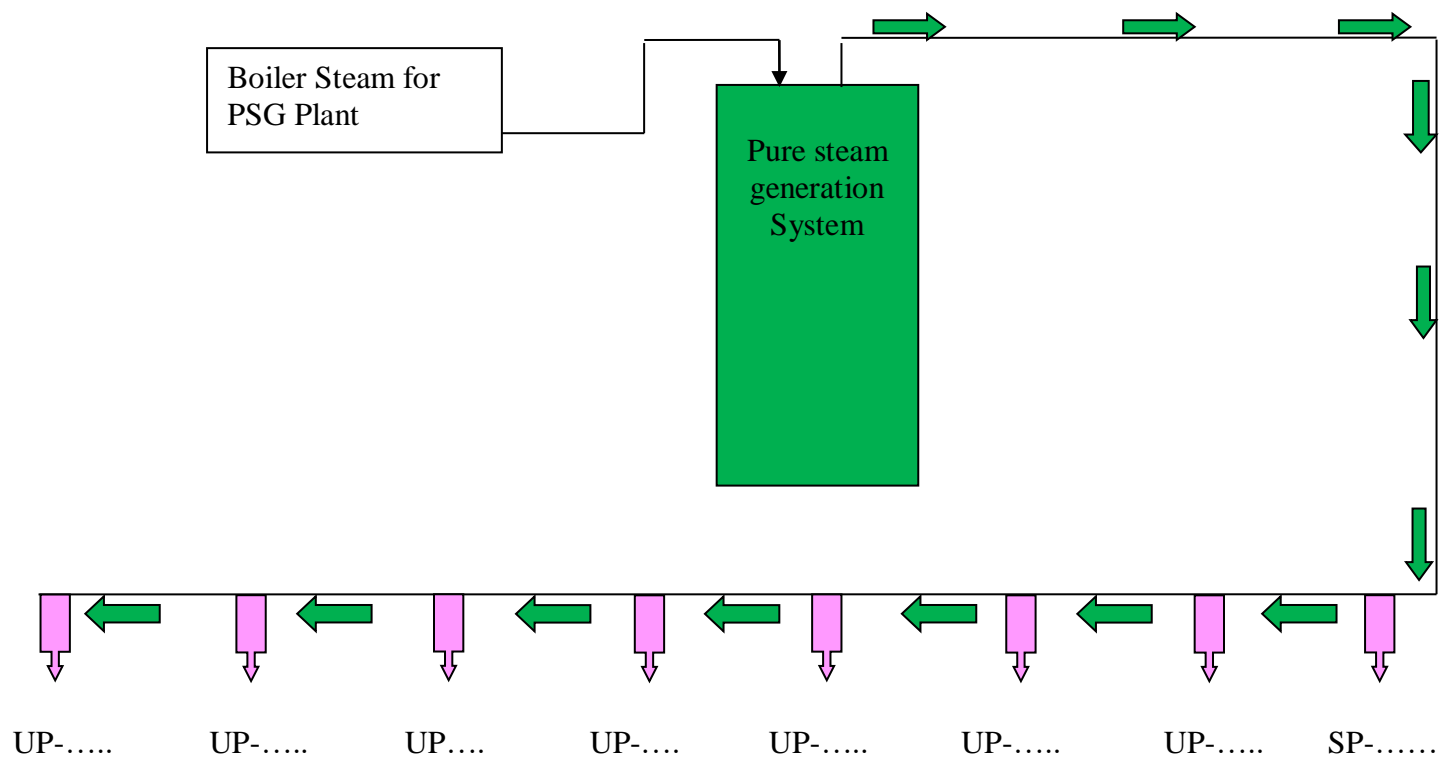 Boiler Steam for
PSG Plant
Pure steam
generation
System
UP-….. UP-….. UP…. UP-…. UP-….. UP-….. UP-….. SP-……